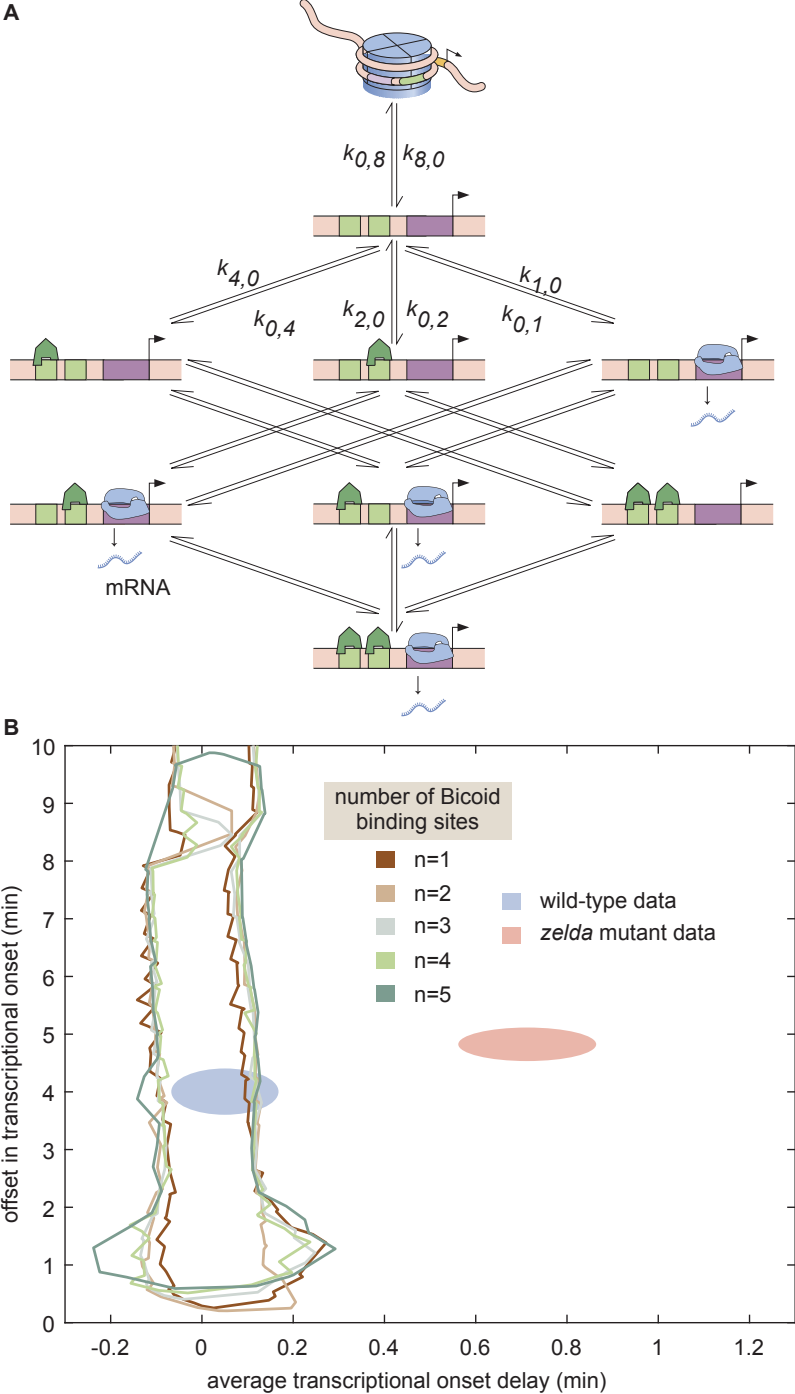 A
k0,8 k8,0
k4,0 k1,0
k0,4 k2,0 k0,2 k0,1
mRNA
B
10
9
8
7
6
5
4
3
2
1
0
offset in transcriptional onset (min)
number of Bicoid
binding sites
n=1
n=2
n=3
n=4
n=5
wild-type data
zelda mutant data
-0.2 0 0.2 0.4 0.6 0.8 1 1.2
average transcriptional onset delay (min)